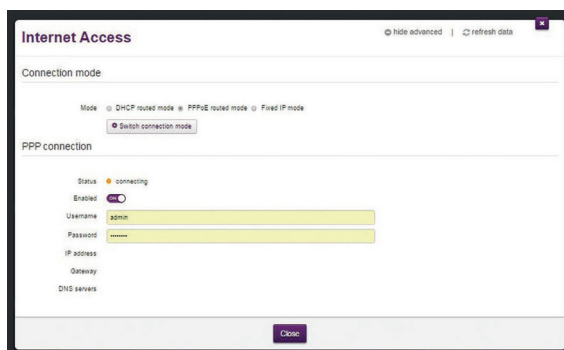 Internet Access
hide advanced | refresh data
Connection mode
Mode DHCP routed mode PPPoE routed mode Fixed IP mode
Switch connection mode
PPP connection
Status connecting
Enabled ON
Username admin
Password ········
IP address
Gateway
DNS servers
Close